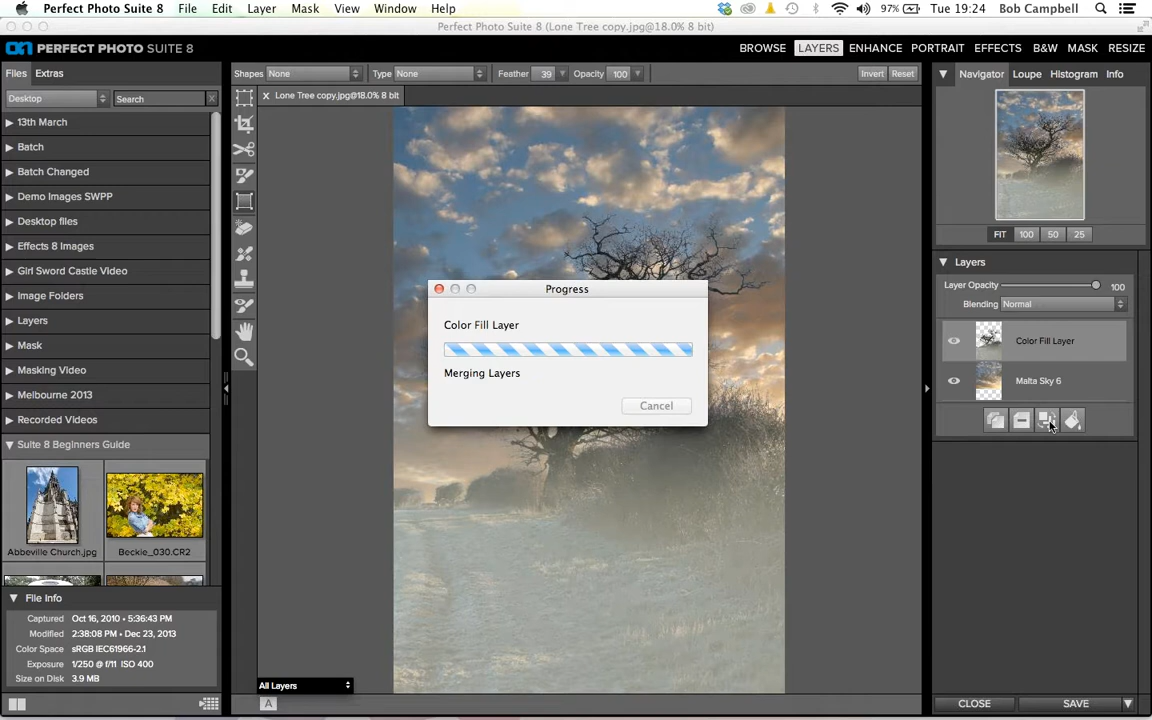 Perfect Photo Suite 8 File Edit Layer Mask View Window Help 97% Tue 19:24 Bob Campbell
Perfect Photo Suite 8 (Lone Tree copy.jpg@18.0% 8 bit)
on PERFECT PHOTO SUITE 8 BROWSE LAYERS ENHANCE PORTRAIT EFFECTS B&W MASK RESIZE
Files Extras
Shapes None Type None Feather 39 Opacity 100 Invert Reset
Navigator Loupe Histogram Info
Desktop Search X
× Lone Tree copy.jpg@18.0% 8 bit
13th March
Batch
Batch Changed
Demo Images SWPP
Desktop files
Effects 8 Images
Girl Sword Castle Video
Image Folders
Layers
Mask
Masking Video
Melbourne 2013
Recorded Videos
Suite 8 Beginners Guide
Abbeville Church.jpg Beckie_030.CR2
File Info
Captured Oct 16, 2010 • 5:36:43 PM
Modified 2:38:08 PM • Dec 23, 2013
Color Space sRGB IEC61966-2.1
Exposure 1/250 @ f/11 ISO 400
Size on Disk 3.9 MB
Progress
Color Fill Layer
Merging Layers
Cancel
All Layers
A
FIT 100 50 25
Layers
Layer Opacity 100
Blending Normal
Color Fill Layer
Malta Sky 6
CLOSE SAVE